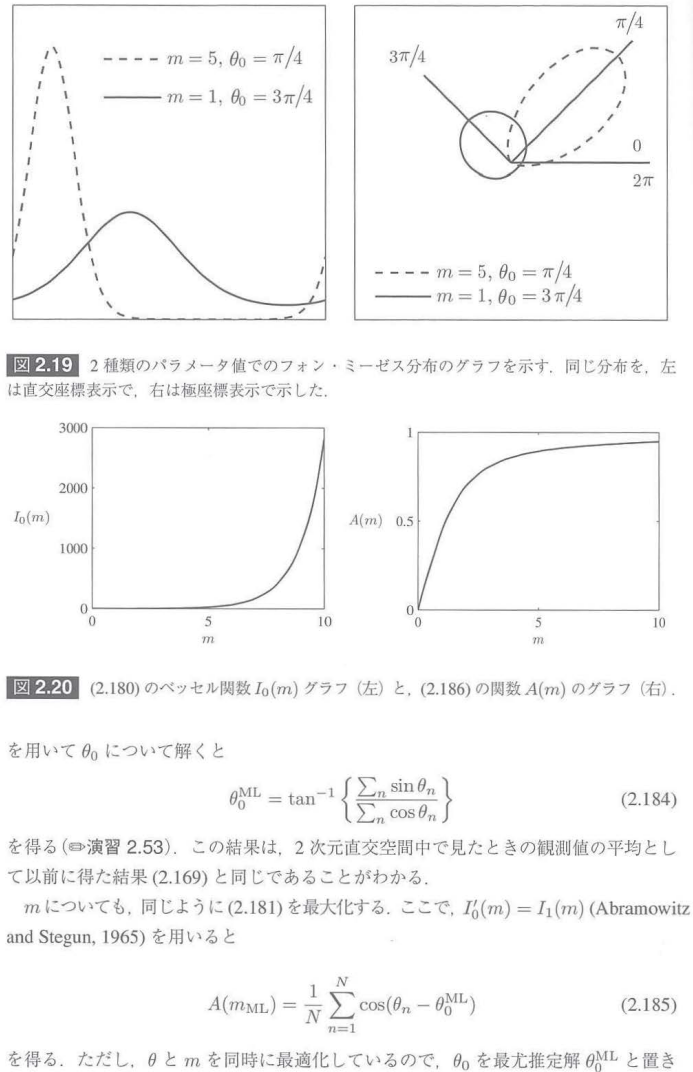 m = 5, θ₀ = π/4
m = 1, θ₀ = 3π/4
3π/4
π/4
0
2π
m = 5, θ₀ = π/4
m = 1, θ₀ = 3π/4
図 2.19 2 種類のパラメータ値でのフォン・ミーゼス分布のグラフを示す．同じ分布を，左
は直交座標表示で，右は極座標表示で示した．
3000
2000
I₀(m)
1000
0
0 5 10
m
1
A(m) 0.5
0
0 5 10
m
図 2.20 (2.180) のベッセル関数 I₀(m) グラフ（左）と，(2.186) の関数 A(m) のグラフ（右）．
を用いて θ₀ について解くと
θ₀^ML = tan⁻¹ { ∑ₙ sin θₙ / ∑ₙ cos θₙ } (2.184)
を得る（✏演習 2.53）．この結果は，2 次元直交空間中で見たときの観測値の平均とし
て以前に得た結果 (2.169) と同じであることがわかる．
m についても，同じように (2.181) を最大化する．ここで，I₀′(m) = I₁(m) (Abramowitz
and Stegun, 1965) を用いると
A(m_ML) = 1/N ∑_{n=1}^{N} cos(θₙ − θ₀^ML) (2.185)
を得る．ただし，θ と m を同時に最適化しているので，θ₀ を最尤推定解 θ₀^ML と置き